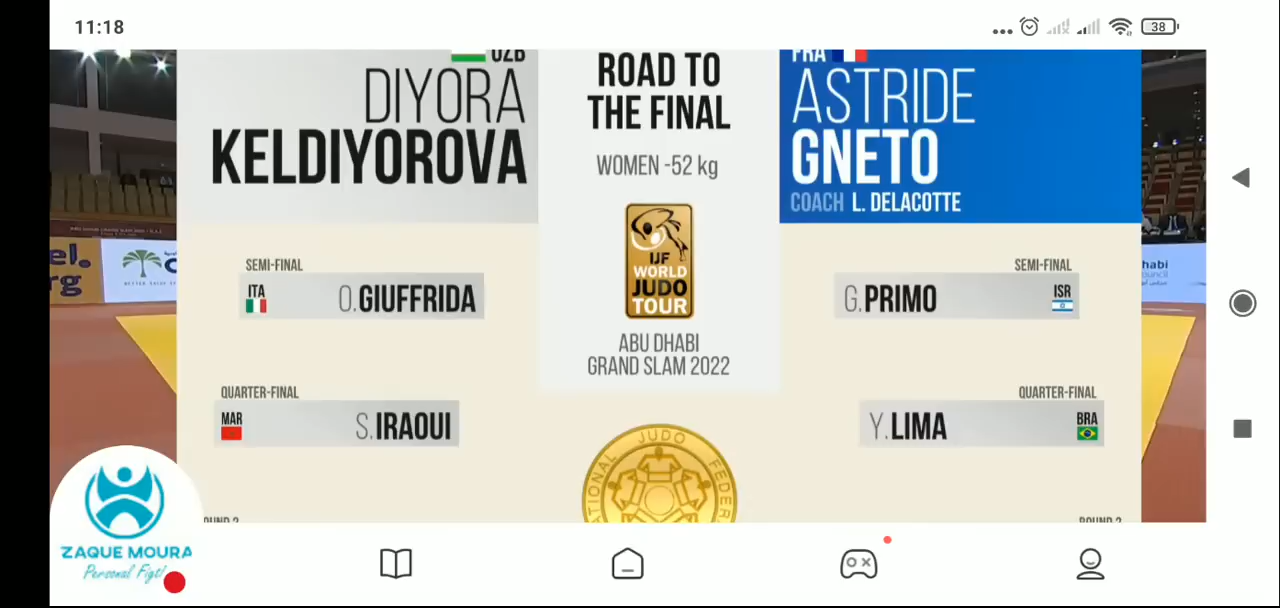 11:18
38
UZB
DIYORA
KELDIYOROVA
ROAD TO
THE FINAL
WOMEN -52 kg
FRA
ASTRIDE
GNETO
COACH L. DELACOTTE
IJF
WORLD
JUDO
TOUR
ABU DHABI
GRAND SLAM 2022
SEMI-FINAL
ITA
O.GIUFFRIDA
SEMI-FINAL
G.PRIMO
ISR
QUARTER-FINAL
MAR
S.IRAOUI
QUARTER-FINAL
Y.LIMA
BRA
JUDO
ZAQUE MOURA